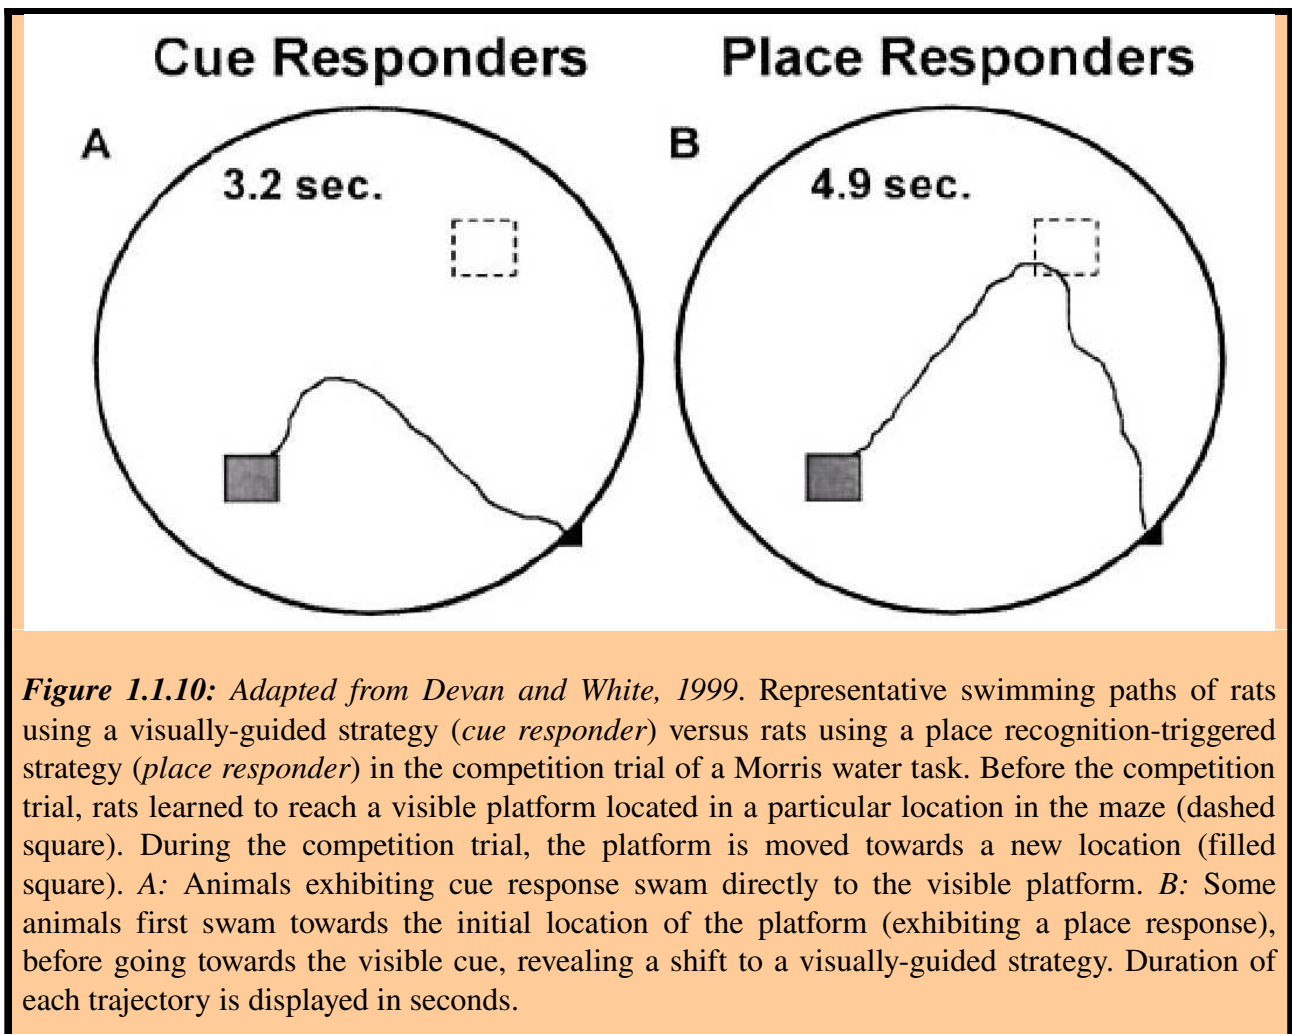 Cue Responders
Place Responders
A
3.2 sec.
B
4.9 sec.
Figure 1.1.10: Adapted from Devan and White, 1999. Representative swimming paths of rats
using a visually-guided strategy (cue responder) versus rats using a place recognition-triggered
strategy (place responder) in the competition trial of a Morris water task. Before the competition
trial, rats learned to reach a visible platform located in a particular location in the maze (dashed
square). During the competition trial, the platform is moved towards a new location (filled
square). A: Animals exhibiting cue response swam directly to the visible platform. B: Some
animals first swam towards the initial location of the platform (exhibiting a place response),
before going towards the visible cue, revealing a shift to a visually-guided strategy. Duration of
each trajectory is displayed in seconds.